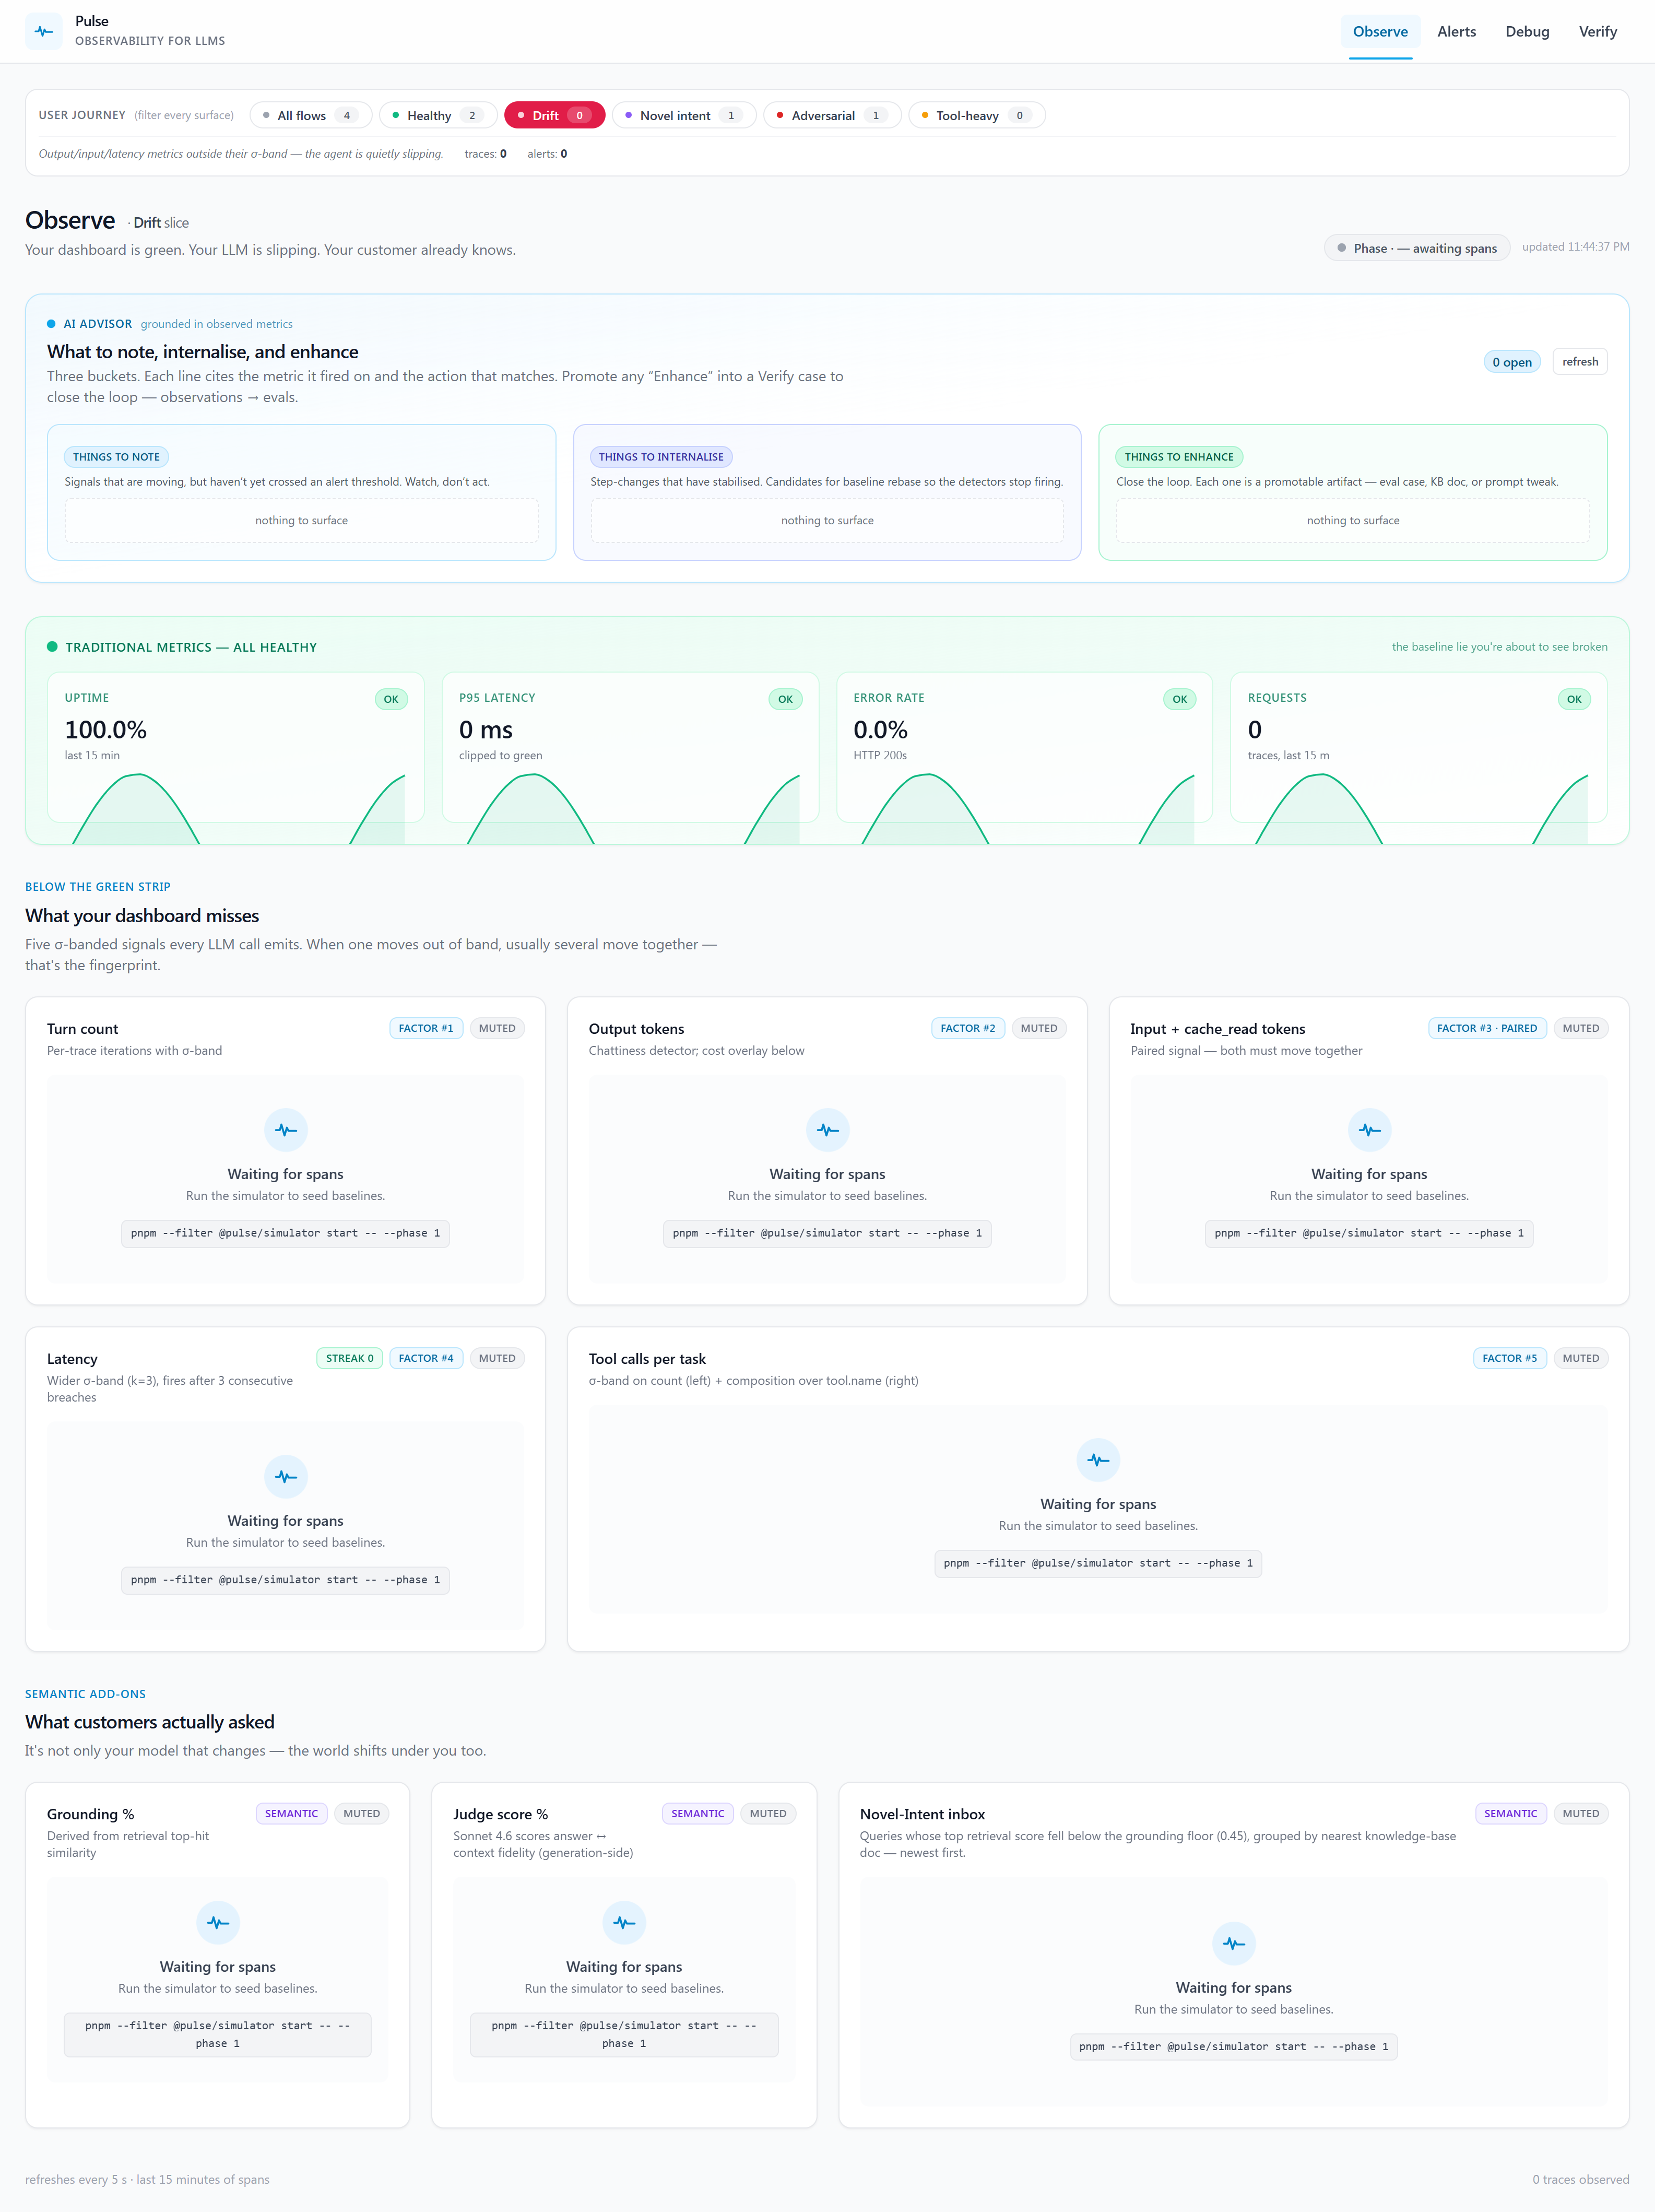 Pulse
OBSERVABILITY FOR LLMS
Observe
Alerts
Debug
Verify
USER JOURNEY (filter every surface)
All flows 4
Healthy 2
Drift 0
Novel intent 1
Adversarial 1
Tool-heavy 0
Output/input/latency metrics outside their σ-band — the agent is quietly slipping. traces: 0 alerts: 0
Observe · Drift slice
Your dashboard is green. Your LLM is slipping. Your customer already knows.
Phase · — awaiting spans
updated 11:44:37 PM
AI ADVISOR grounded in observed metrics
What to note, internalise, and enhance
Three buckets. Each line cites the metric it fired on and the action that matches. Promote any “Enhance” into a Verify case to
close the loop — observations → evals.
0 open
refresh
THINGS TO NOTE
Signals that are moving, but haven’t yet crossed an alert threshold. Watch, don’t act.
nothing to surface
THINGS TO INTERNALISE
Step-changes that have stabilised. Candidates for baseline rebase so the detectors stop firing.
nothing to surface
THINGS TO ENHANCE
Close the loop. Each one is a promotable artifact — eval case, KB doc, or prompt tweak.
nothing to surface
TRADITIONAL METRICS — ALL HEALTHY
the baseline lie you're about to see broken
UPTIME
OK
100.0%
last 15 min
P95 LATENCY
OK
0 ms
clipped to green
ERROR RATE
OK
0.0%
HTTP 200s
REQUESTS
OK
0
traces, last 15 m
BELOW THE GREEN STRIP
What your dashboard misses
Five σ-banded signals every LLM call emits. When one moves out of band, usually several move together —
that's the fingerprint.
Turn count
FACTOR #1
MUTED
Per-trace iterations with σ-band
Waiting for spans
Run the simulator to seed baselines.
pnpm --filter @pulse/simulator start -- --phase 1
Output tokens
FACTOR #2
MUTED
Chattiness detector; cost overlay below
Waiting for spans
Run the simulator to seed baselines.
pnpm --filter @pulse/simulator start -- --phase 1
Input + cache_read tokens
FACTOR #3 · PAIRED
MUTED
Paired signal — both must move together
Waiting for spans
Run the simulator to seed baselines.
pnpm --filter @pulse/simulator start -- --phase 1
Latency
STREAK 0
FACTOR #4
MUTED
Wider σ-band (k=3), fires after 3 consecutive
breaches
Waiting for spans
Run the simulator to seed baselines.
pnpm --filter @pulse/simulator start -- --phase 1
Tool calls per task
FACTOR #5
MUTED
σ-band on count (left) + composition over tool.name (right)
Waiting for spans
Run the simulator to seed baselines.
pnpm --filter @pulse/simulator start -- --phase 1
SEMANTIC ADD-ONS
What customers actually asked
It's not only your model that changes — the world shifts under you too.
Grounding %
SEMANTIC
MUTED
Derived from retrieval top-hit
similarity
Waiting for spans
Run the simulator to seed baselines.
pnpm --filter @pulse/simulator start -- --
phase 1
Judge score %
SEMANTIC
MUTED
Sonnet 4.6 scores answer ↔
context fidelity (generation-side)
Waiting for spans
Run the simulator to seed baselines.
pnpm --filter @pulse/simulator start -- --
phase 1
Novel-Intent inbox
SEMANTIC
MUTED
Queries whose top retrieval score fell below the grounding floor (0.45), grouped by nearest knowledge-base
doc — newest first.
Waiting for spans
Run the simulator to seed baselines.
pnpm --filter @pulse/simulator start -- --phase 1
refreshes every 5 s · last 15 minutes of spans
0 traces observed